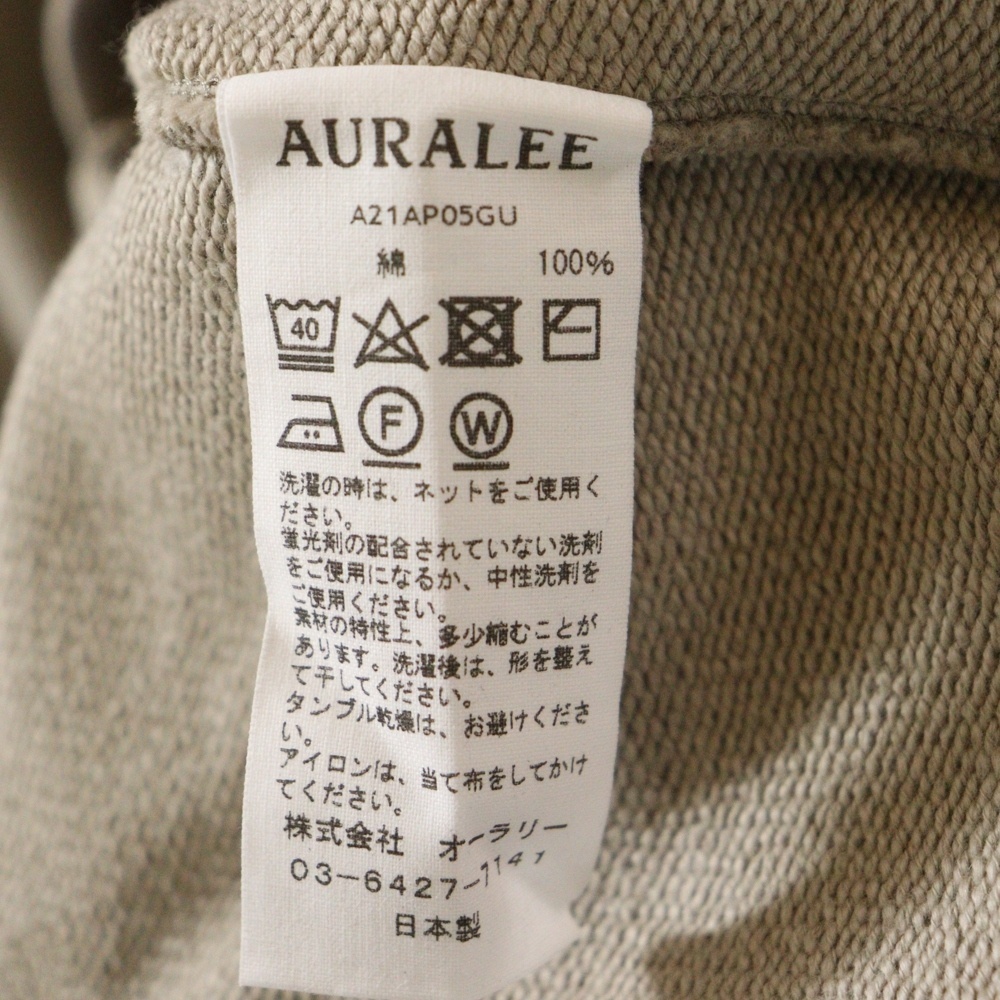 AURALEE
A21AP05GU
綿 100%
40
F W
洗濯の時は、ネットをご使用く
ださい。
蛍光剤の配合されていない洗剤
をご使用になるか、中性洗剤を
ご使用ください。
素材の特性上、多少縮むことが
あります。洗濯後は、形を整え
て干してください。
タンブル乾燥は、お避けくださ
い。
アイロンは、当て布をしてかけ
てください。
株式会社 オーラリー
03-6427-7141
日本製